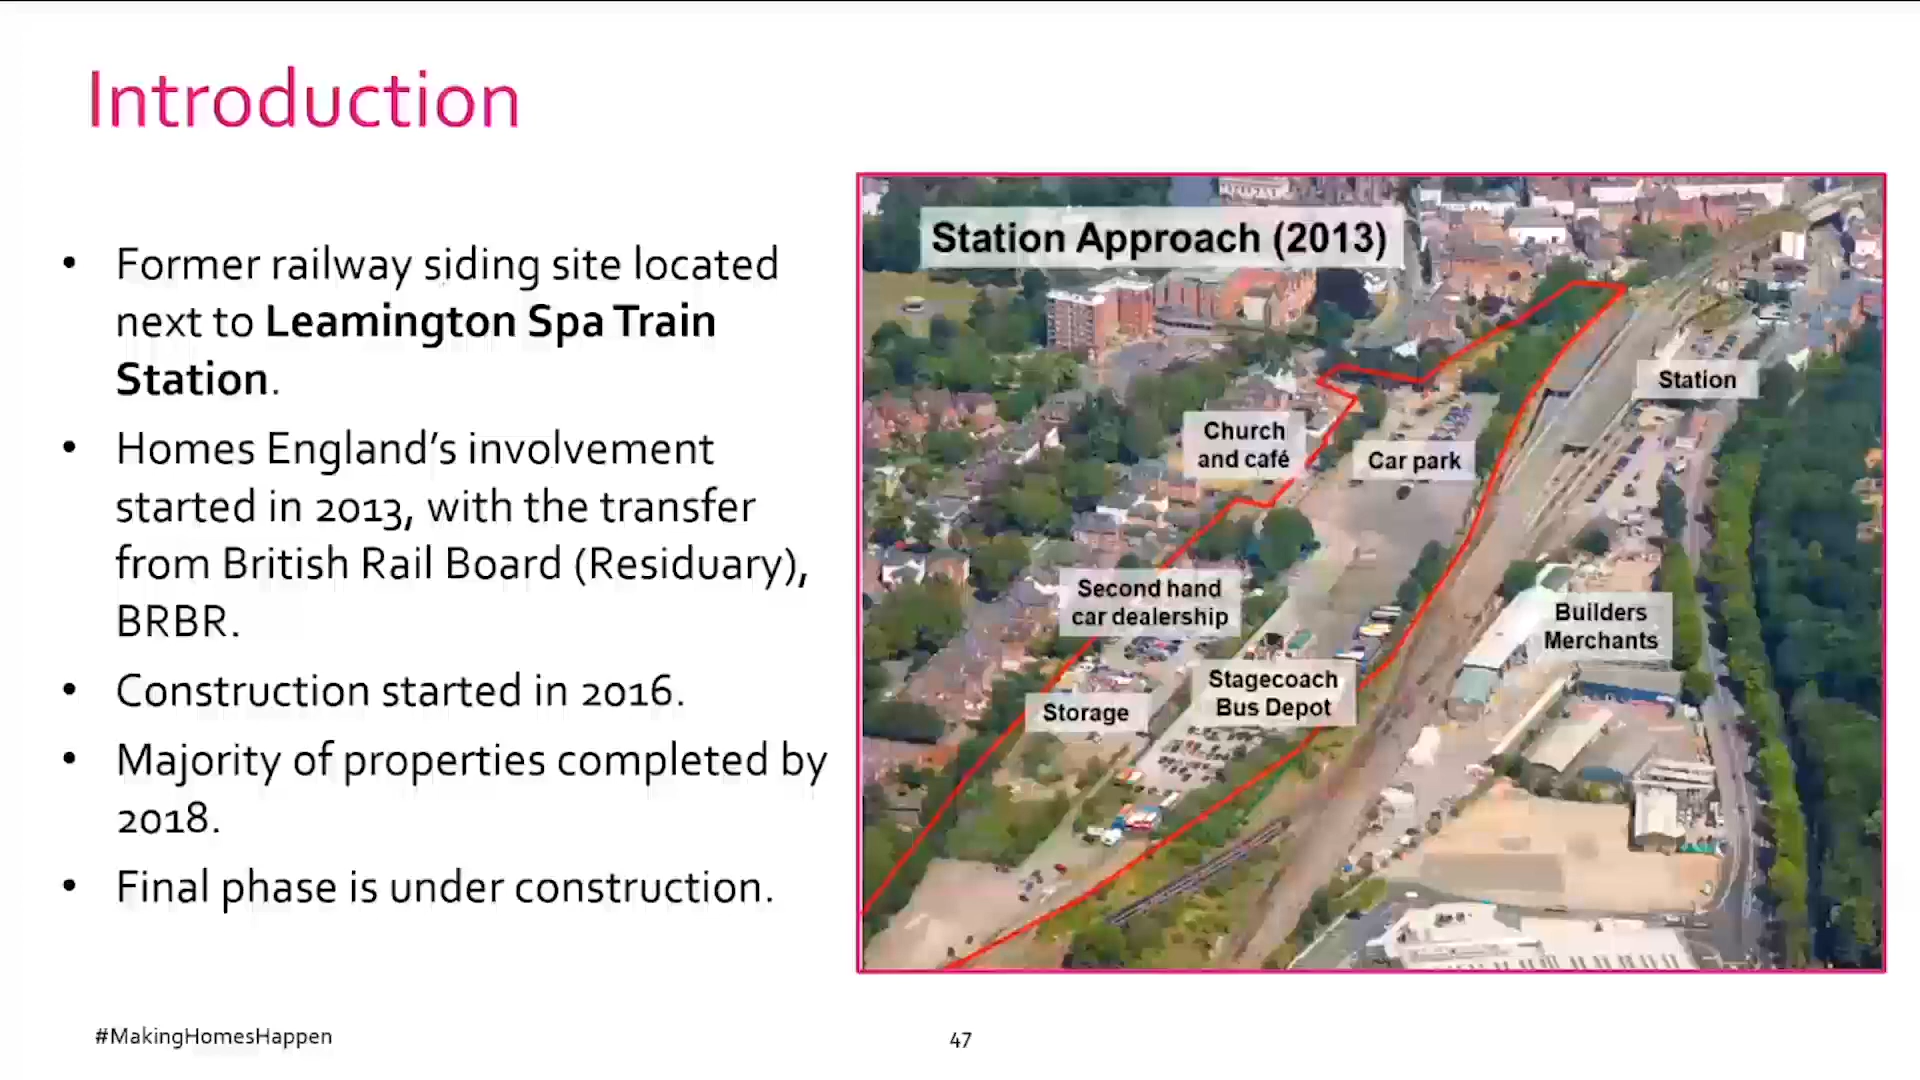 Introduction
• Former railway siding site located
next to Leamington Spa Train
Station.
• Homes England’s involvement
started in 2013, with the transfer
from British Rail Board (Residuary),
BRBR.
• Construction started in 2016.
• Majority of properties completed by
2018.
• Final phase is under construction.
Station Approach (2013)
Station
Church
and café
Car park
Second hand
car dealership
Builders
Merchants
Stagecoach
Bus Depot
Storage
#MakingHomesHappen
47